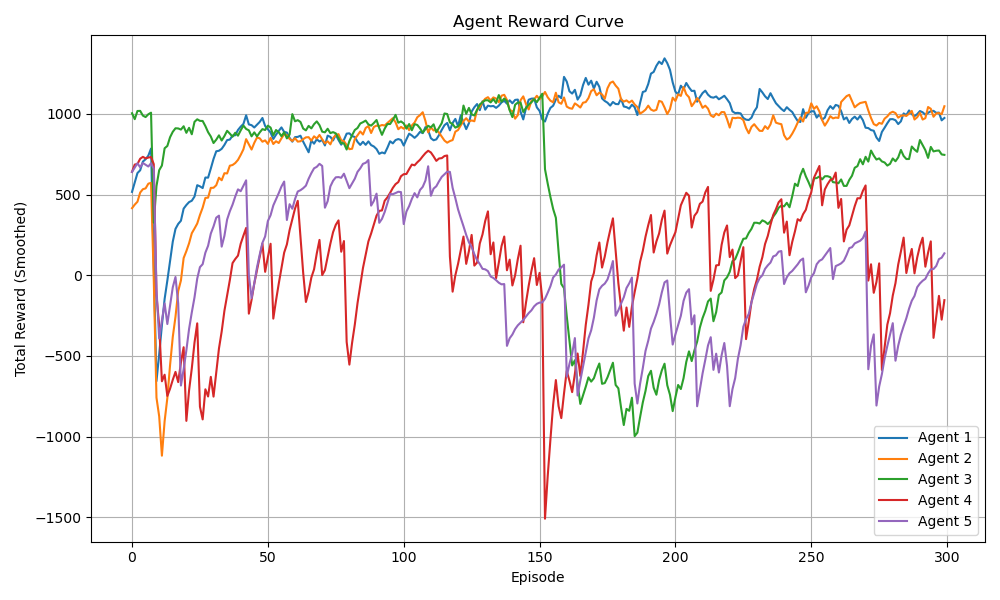 Agent Reward Curve
Total Reward (Smoothed)
1000
500
0
−500
−1000
−1500
0 50 100 150 200 250 300
Episode
Agent 1
Agent 2
Agent 3
Agent 4
Agent 5